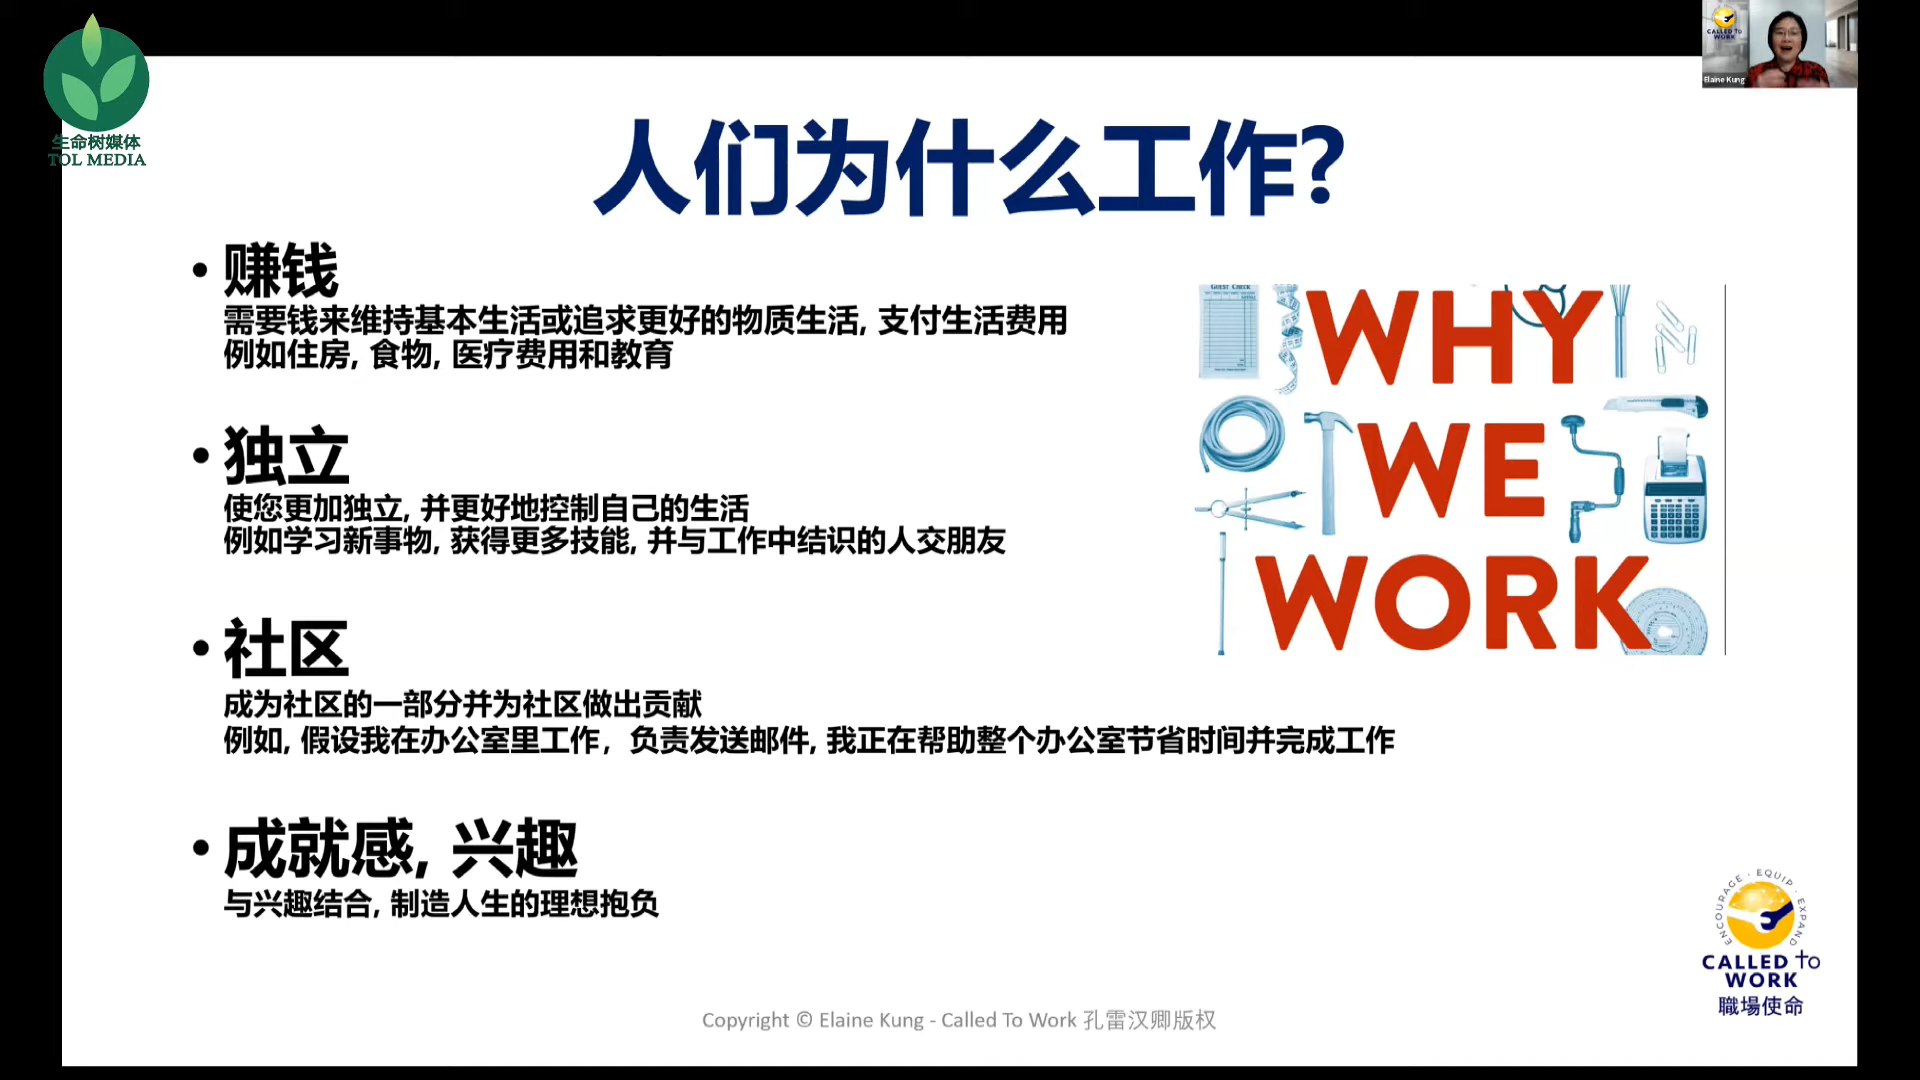 生命树媒体
TOL MEDIA
CALLED TO
WORK
Elaine Kung
人们为什么工作?
• 赚钱
需要钱来维持基本生活或追求更好的物质生活, 支付生活费用
例如住房, 食物, 医疗费用和教育
• 独立
使您更加独立, 并更好地控制自己的生活
例如学习新事物, 获得更多技能, 并与工作中结识的人交朋友
• 社区
成为社区的一部分并为社区做出贡献
例如, 假设我在办公室里工作，负责发送邮件, 我正在帮助整个办公室节省时间并完成工作
• 成就感, 兴趣
与兴趣结合, 制造人生的理想抱负
GUEST CHECK
WHY
WE
WORK
ENCOURAGE · EQUIP · EXPAND
CALLED To
WORK
職場使命
Copyright © Elaine Kung - Called To Work 孔雷汉卿版权